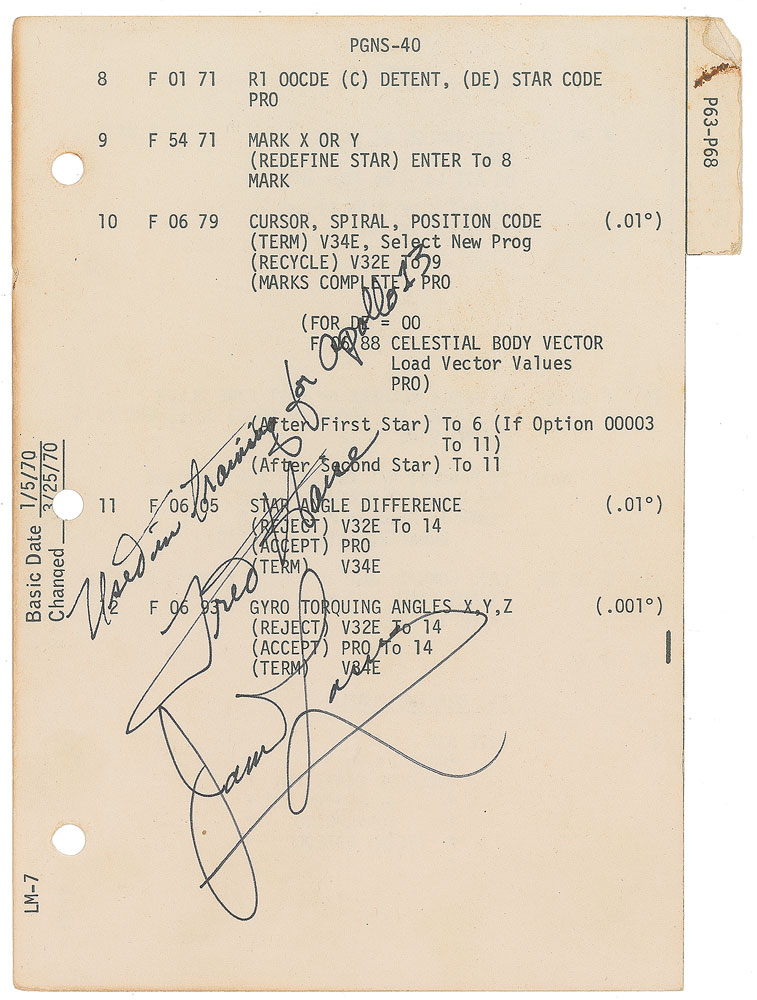 PGNS-40
P63-P68
8 F 01 71 R1 OOCDE (C) DETENT, (DE) STAR CODE
PRO
9 F 54 71 MARK X OR Y
(REDEFINE STAR) ENTER To 8
MARK
10 F 06 79 CURSOR, SPIRAL, POSITION CODE (.01°)
(TERM) V34E, Select New Prog
(RECYCLE) V32E To 9
(MARKS COMPLETE) PRO
(FOR DE = 00
F 06 88 CELESTIAL BODY VECTOR
Load Vector Values
PRO)
(After First Star) To 6 (If Option 00003
To 11)
(After Second Star) To 11
11 F 06 05 STAR ANGLE DIFFERENCE (.01°)
(REJECT) V32E To 14
(ACCEPT) PRO
(TERM) V34E
12 F 06 93 GYRO TORQUING ANGLES X,Y,Z (.001°)
(REJECT) V32E To 14
(ACCEPT) PRO To 14
(TERM) V34E
Used in training for Apollo 13
Fred Haise
James Lovell
Basic Date 1/5/70
Changed 3/25/70
LM-7